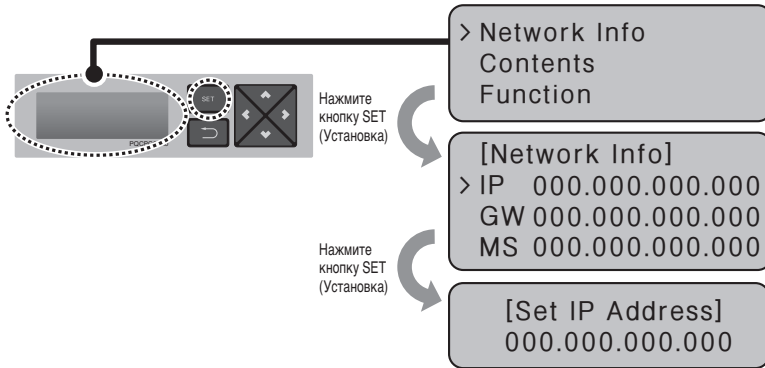 > Network Info
Contents
Function
SET
Нажмите
кнопку SET
(Установка)
[Network Info]
> IP 000.000.000.000
GW 000.000.000.000
MS 000.000.000.000
Нажмите
кнопку SET
(Установка)
[Set IP Address]
000.000.000.000